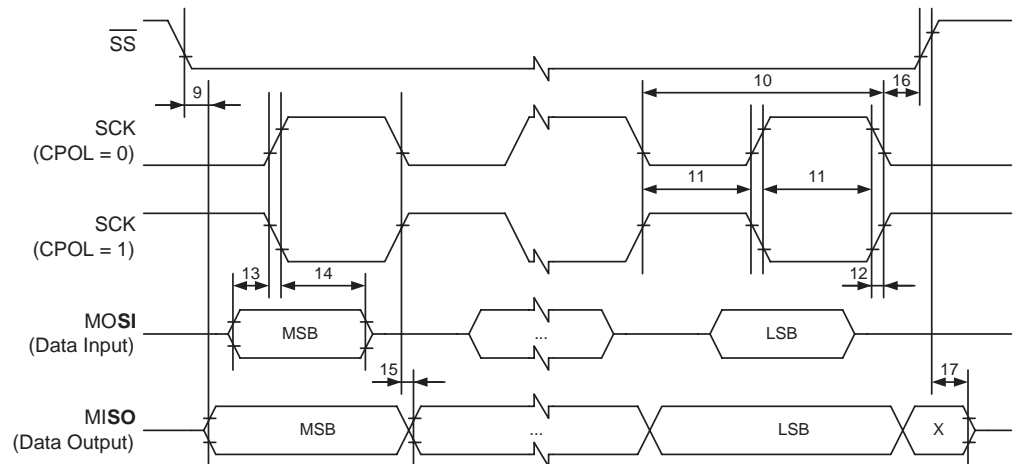 SS
9
10
16
SCK
(CPOL = 0)
11
11
SCK
(CPOL = 1)
13
14
12
MOSI
(Data Input)
MSB
...
LSB
15
17
MISO
(Data Output)
MSB
...
LSB
X